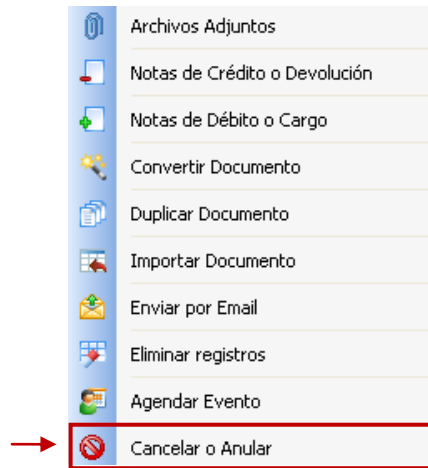 Archivos Adjuntos
Notas de Crédito o Devolución
Notas de Débito o Cargo
Convertir Documento
Duplicar Documento
Importar Documento
Enviar por Email
Eliminar registros
Agendar Evento
Cancelar o Anular